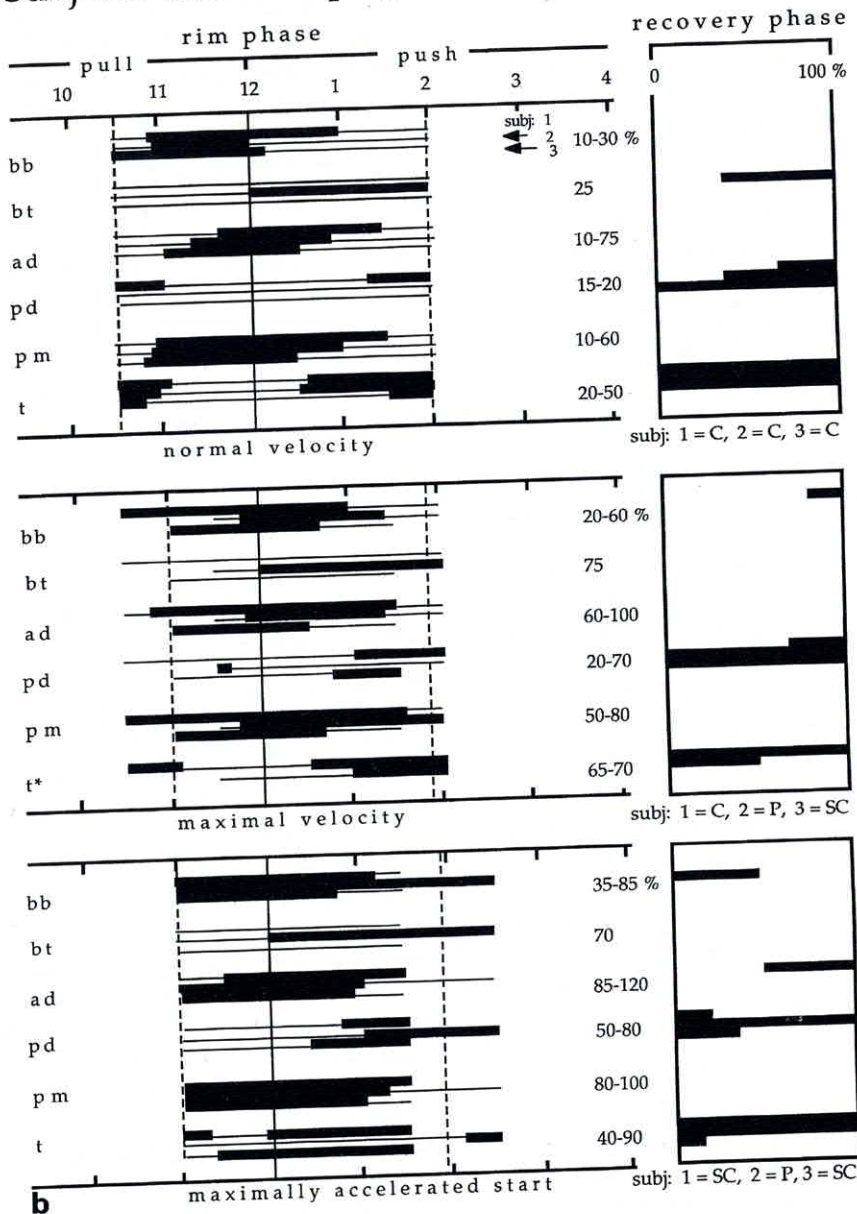 rim phase
recovery phase
pull
push
0
100 %
10
11
12
1
2
3
4
subj: 1
2
3
bb
10-30 %
bt
25
ad
10-75
pd
15-20
pm
10-60
t
20-50
normal velocity
subj: 1 = C, 2 = C, 3 = C
bb
20-60 %
bt
75
ad
60-100
pd
20-70
pm
50-80
t*
65-70
maximal velocity
subj: 1 = C, 2 = P, 3 = SC
bb
35-85 %
bt
70
ad
85-120
pd
50-80
pm
80-100
t
40-90
b
maximally accelerated start
subj: 1 = SC, 2 = P, 3 = SC